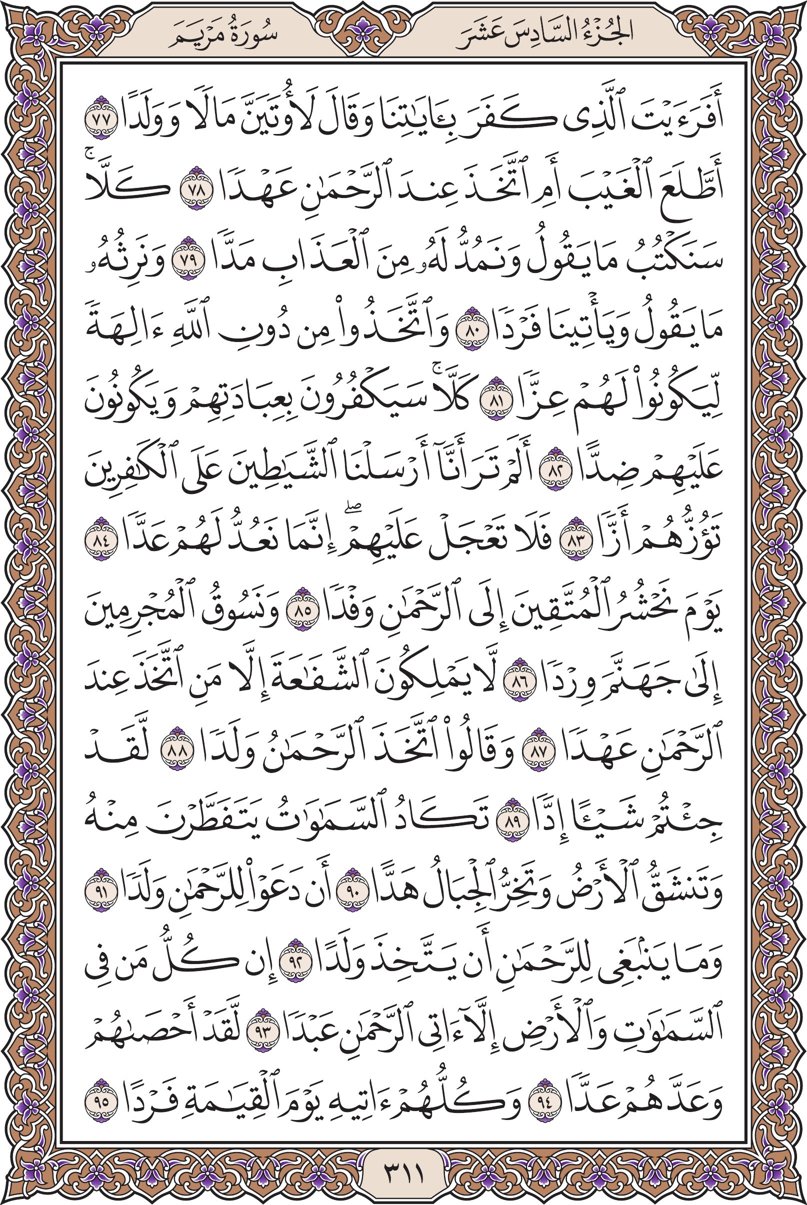 الجُزْءُ السَّادِسَ عَشَرَ
سُورَةُ مَرْيَمَ
أَفَرَءَيْتَ ٱلَّذِى كَفَرَ بِـَٔايَٰتِنَا وَقَالَ لَأُوتَيَنَّ مَالًا وَوَلَدًا ٧٧
أَطَّلَعَ ٱلْغَيْبَ أَمِ ٱتَّخَذَ عِندَ ٱلرَّحْمَٰنِ عَهْدًا ٧٨ كَلَّا ۚ
سَنَكْتُبُ مَا يَقُولُ وَنَمُدُّ لَهُۥ مِنَ ٱلْعَذَابِ مَدًّا ٧٩ وَنَرِثُهُۥ
مَا يَقُولُ وَيَأْتِينَا فَرْدًا ٨٠ وَٱتَّخَذُوا۟ مِن دُونِ ٱللَّهِ ءَالِهَةً
لِّيَكُونُوا۟ لَهُمْ عِزًّا ٨١ كَلَّا ۚ سَيَكْفُرُونَ بِعِبَادَتِهِمْ وَيَكُونُونَ
عَلَيْهِمْ ضِدًّا ٨٢ أَلَمْ تَرَ أَنَّآ أَرْسَلْنَا ٱلشَّيَٰطِينَ عَلَى ٱلْكَٰفِرِينَ
تَؤُزُّهُمْ أَزًّا ٨٣ فَلَا تَعْجَلْ عَلَيْهِمْ ۖ إِنَّمَا نَعُدُّ لَهُمْ عَدًّا ٨٤
يَوْمَ نَحْشُرُ ٱلْمُتَّقِينَ إِلَى ٱلرَّحْمَٰنِ وَفْدًا ٨٥ وَنَسُوقُ ٱلْمُجْرِمِينَ
إِلَىٰ جَهَنَّمَ وِرْدًا ٨٦ لَّا يَمْلِكُونَ ٱلشَّفَٰعَةَ إِلَّا مَنِ ٱتَّخَذَ عِندَ
ٱلرَّحْمَٰنِ عَهْدًا ٨٧ وَقَالُوا۟ ٱتَّخَذَ ٱلرَّحْمَٰنُ وَلَدًا ٨٨ لَّقَدْ
جِئْتُمْ شَيْـًٔا إِدًّا ٨٩ تَكَادُ ٱلسَّمَٰوَٰتُ يَتَفَطَّرْنَ مِنْهُ
وَتَنشَقُّ ٱلْأَرْضُ وَتَخِرُّ ٱلْجِبَالُ هَدًّا ٩٠ أَن دَعَوْا۟ لِلرَّحْمَٰنِ وَلَدًا ٩١
وَمَا يَنۢبَغِى لِلرَّحْمَٰنِ أَن يَتَّخِذَ وَلَدًا ٩٢ إِن كُلُّ مَن فِى
ٱلسَّمَٰوَٰتِ وَٱلْأَرْضِ إِلَّآ ءَاتِى ٱلرَّحْمَٰنِ عَبْدًا ٩٣ لَّقَدْ أَحْصَىٰهُمْ
وَعَدَّهُمْ عَدًّا ٩٤ وَكُلُّهُمْ ءَاتِيهِ يَوْمَ ٱلْقِيَٰمَةِ فَرْدًا ٩٥
٣١١